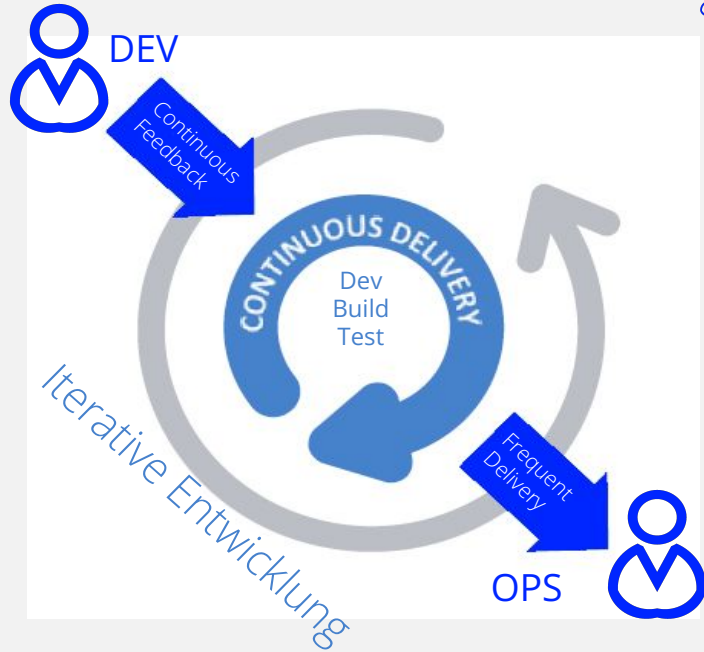 DEV
Continuous
Feedback
CONTINUOUS DELIVERY
Dev
Build
Test
Iterative Entwicklung
Frequent
Delivery
OPS